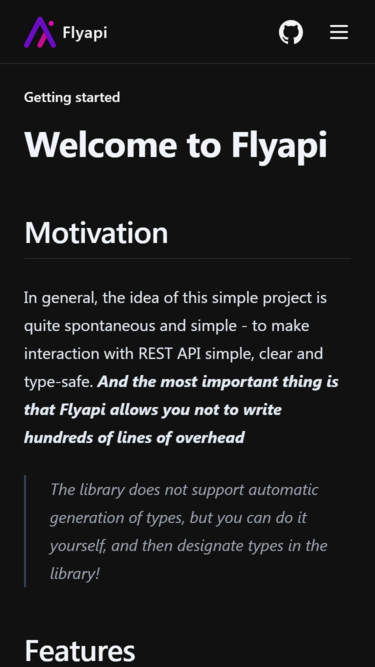 Flyapi
Getting started
Welcome to Flyapi
Motivation
In general, the idea of this simple project is
quite spontaneous and simple - to make
interaction with REST API simple, clear and
type-safe. And the most important thing is
that Flyapi allows you not to write
hundreds of lines of overhead
The library does not support automatic
generation of types, but you can do it
yourself, and then designate types in the
library!
Features